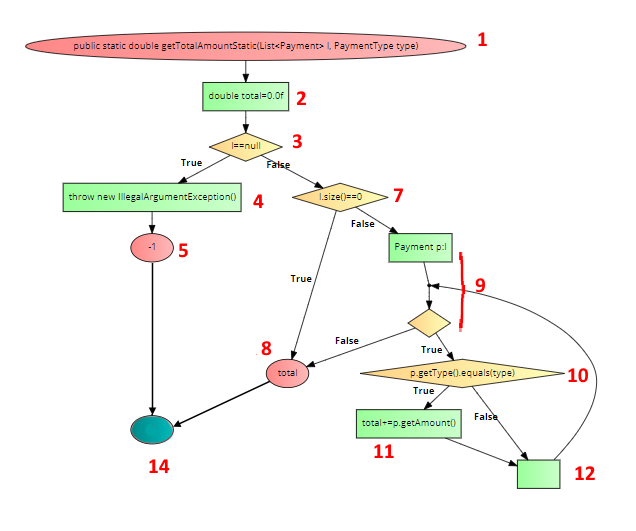 public static double getTotalAmountStatic(List<Payment> l, PaymentType type)
1
double total=0.0f
2
l==null
3
True
False
throw new IllegalArgumentException()
4
l.size()==0
7
False
-1
5
Payment p:l
True
9
False
8
True
total
p.getType().equals(type)
10
True
total+=p.getAmount()
False
11
14
12